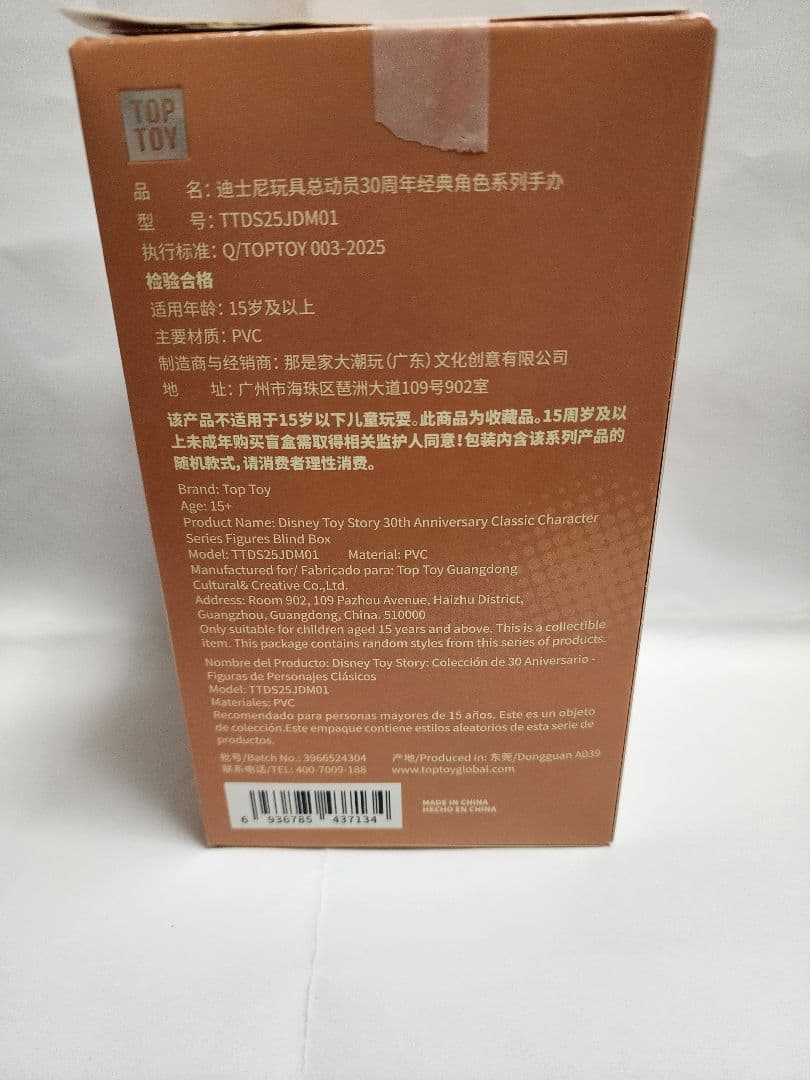 TOP
TOY
品 名：迪士尼玩具总动员30周年经典角色系列手办
型 号：TTDS25JDM01
执行标准：Q/TOPTOY 003-2025
检验合格
适用年龄：15岁及以上
主要材质：PVC
制造商与经销商：那是家大潮玩（广东）文化创意有限公司
地 址：广州市海珠区琶洲大道109号902室
该产品不适用于15岁以下儿童玩耍。此商品为收藏品。15周岁及以
上未成年购买盲盒需取得相关监护人同意！包装内含该系列产品的
随机款式，请消费者理性消费。
Brand: Top Toy
Age: 15+
Product Name: Disney Toy Story 30th Anniversary Classic Character
Series Figures Blind Box
Model: TTDS25JDM01 Material: PVC
Manufactured for/ Fabricado para: Top Toy Guangdong
Cultural& Creative Co.,Ltd.
Address: Room 902, 109 Pazhou Avenue, Haizhu District,
Guangzhou, Guangdong, China. 510000
Only suitable for children aged 15 years and above. This is a collectible
item. This package contains random styles from this series of products.
Nombre del Producto: Disney Toy Story: Colección de 30 Aniversario -
Figuras de Personajes Clásicos
Model: TTDS25JDM01
Materiales: PVC
Recomendado para personas mayores de 15 años. Este es un objeto
de colección.Este empaque contiene estilos aleatorios de esta serie de
productos.
批号/Batch No.: 3966524304 产地/Produced in: 东莞/Dongguan A039
联系电话/TEL: 400-7009-188 www.toptoyglobal.com
MADE IN CHINA
HECHO EN CHINA
6 936785 437134